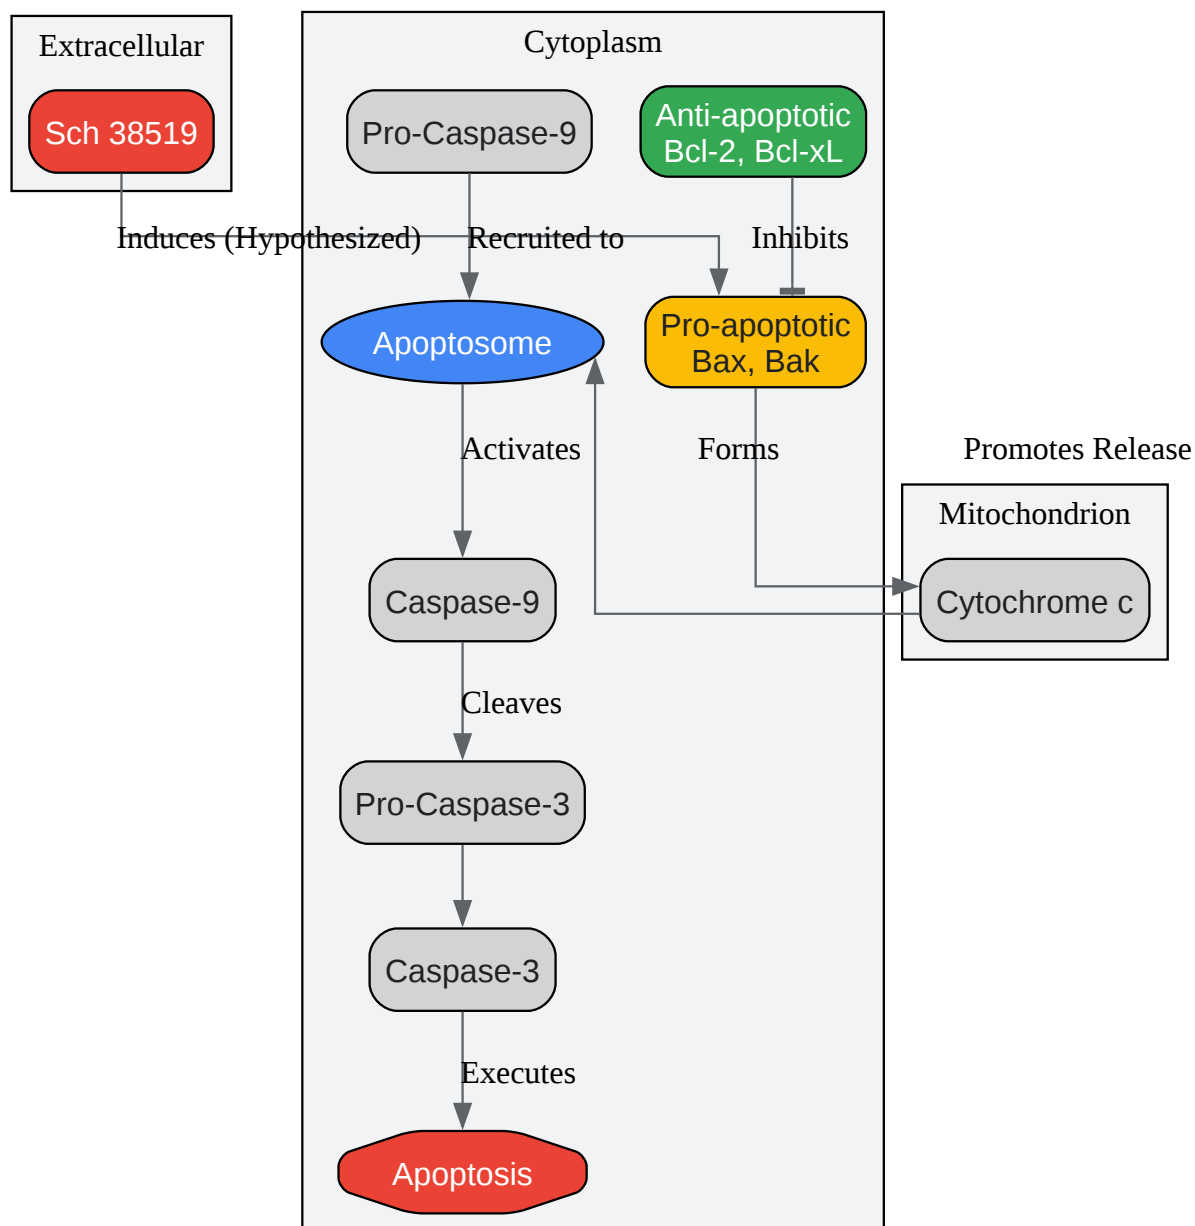 Extracellular
Cytoplasm
Sch 38519
Pro-Caspase-9
Anti-apoptotic
Bcl-2, Bcl-xL
Induces (Hypothesized)
Recruited to
Inhibits
Apoptosome
Pro-apoptotic
Bax, Bak
Activates
Forms
Promotes Release
Mitochondrion
Caspase-9
Cytochrome c
Cleaves
Pro-Caspase-3
Caspase-3
Executes
Apoptosis